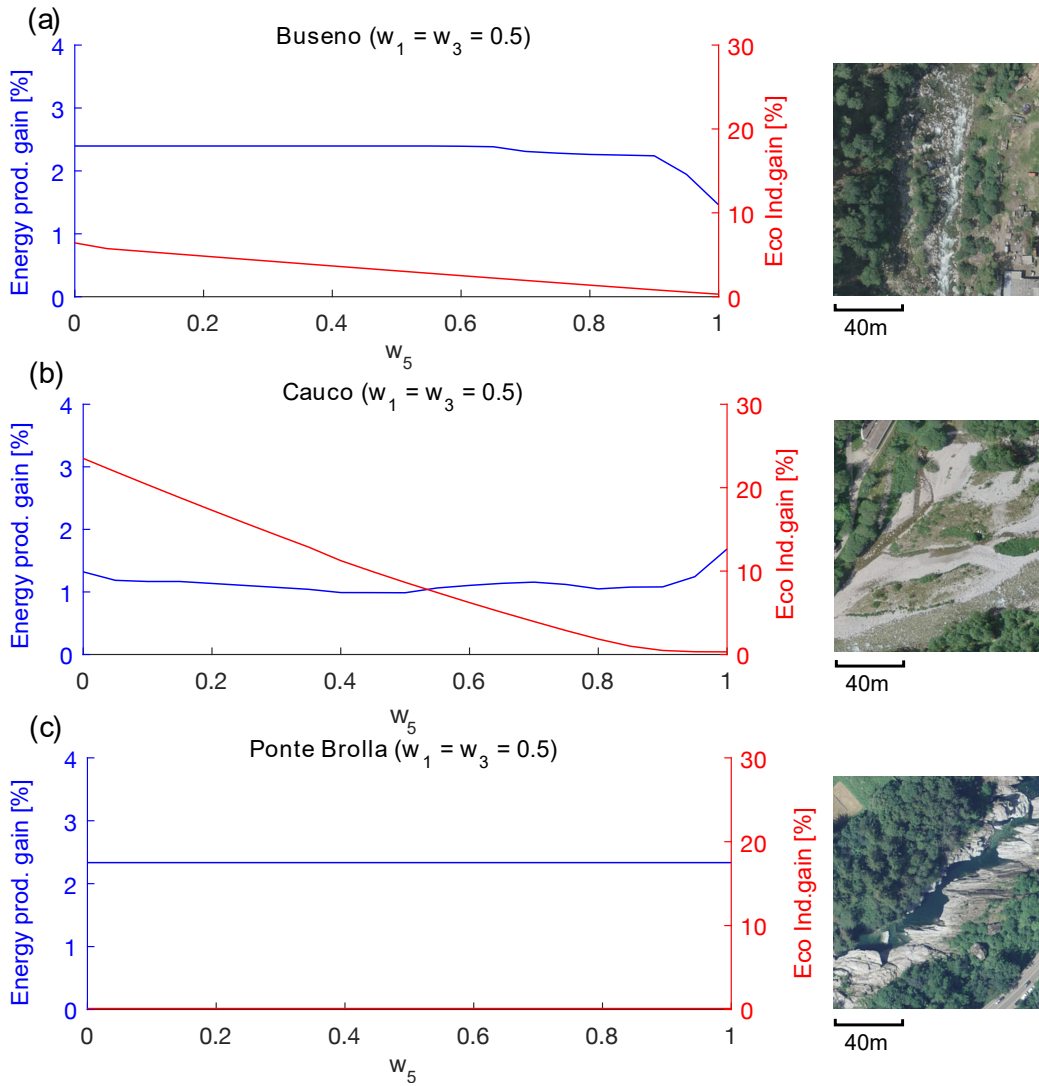 (a)
Buseno (w1 = w3 = 0.5)
Energy prod. gain [%]
4
3
2
1
0
Eco Ind.gain [%]
30
20
10
0
0 0.2 0.4 0.6 0.8 1
w5
40m
(b)
Cauco (w1 = w3 = 0.5)
Energy prod. gain [%]
4
3
2
1
0
Eco Ind.gain [%]
30
20
10
0
0 0.2 0.4 0.6 0.8 1
w5
40m
(c)
Ponte Brolla (w1 = w3 = 0.5)
Energy prod. gain [%]
4
3
2
1
0
Eco Ind.gain [%]
30
20
10
0
0 0.2 0.4 0.6 0.8 1
w5
40m